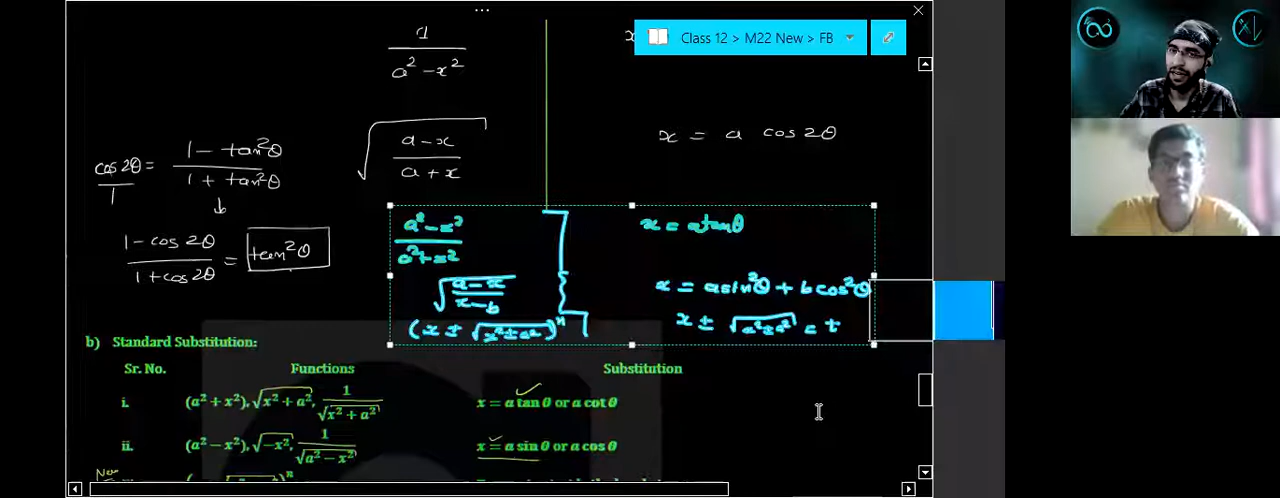 ...
Class 12 > M22 New > FB
1 / (a² − x²)
x
√((a − x) / (a + x))
x = a cos 2θ
cos 2θ / 1 = (1 − tan²θ) / (1 + tan²θ)
(1 − cos 2θ) / (1 + cos 2θ) = tan²θ
(a² − x²) / (a² + x²)
x = a tan θ
√((a − x) / (x − b))
x = a sin²θ + b cos²θ
(x ± √(x² ± a²))ⁿ
x ± √(a² ± a²) = t
b) Standard Substitution:
Sr. No. Functions Substitution
i. (a² + x²), √(x² + a²), 1 / √(x² + a²) x = a tan θ or a cot θ
ii. (a² − x²), √(−x²), 1 / √(a² − x²) x = a sin θ or a cos θ
New